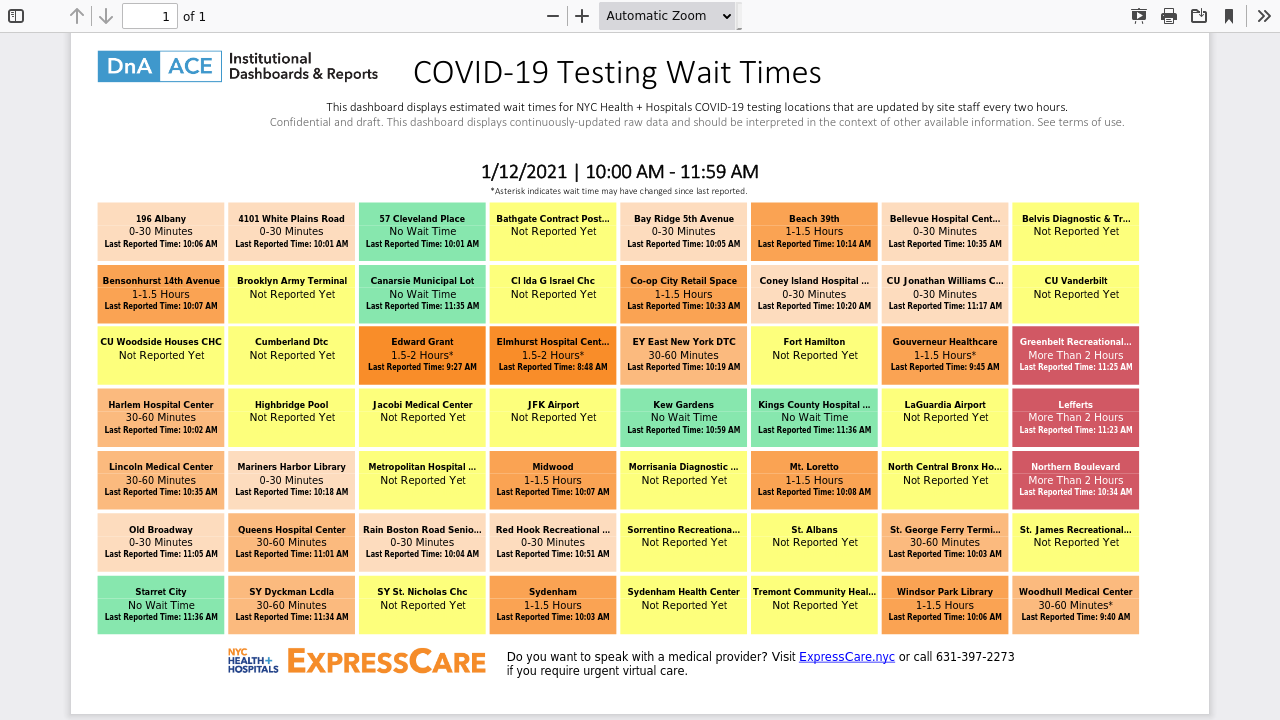 1 of 1 Automatic Zoom
DnA ACE Institutional
Dashboards & Reports
COVID-19 Testing Wait Times
This dashboard displays estimated wait times for NYC Health + Hospitals COVID-19 testing locations that are updated by site staff every two hours.
Confidential and draft. This dashboard displays continuously-updated raw data and should be interpreted in the context of other available information. See terms of use.
1/12/2021 | 10:00 AM - 11:59 AM
*Asterisk indicates wait time may have changed since last reported.
196 Albany
0-30 Minutes
Last Reported Time: 10:06 AM
4101 White Plains Road
0-30 Minutes
Last Reported Time: 10:01 AM
57 Cleveland Place
No Wait Time
Last Reported Time: 10:01 AM
Bathgate Contract Post...
Not Reported Yet
Bay Ridge 5th Avenue
0-30 Minutes
Last Reported Time: 10:05 AM
Beach 39th
1-1.5 Hours
Last Reported Time: 10:14 AM
Bellevue Hospital Cent...
0-30 Minutes
Last Reported Time: 10:35 AM
Belvis Diagnostic & Tr...
Not Reported Yet
Bensonhurst 14th Avenue
1-1.5 Hours
Last Reported Time: 10:07 AM
Brooklyn Army Terminal
Not Reported Yet
Canarsie Municipal Lot
No Wait Time
Last Reported Time: 11:35 AM
Cl Ida G Israel Chc
Not Reported Yet
Co-op City Retail Space
1-1.5 Hours
Last Reported Time: 10:33 AM
Coney Island Hospital ...
0-30 Minutes
Last Reported Time: 10:20 AM
CU Jonathan Williams C...
0-30 Minutes
Last Reported Time: 11:17 AM
CU Vanderbilt
Not Reported Yet
CU Woodside Houses CHC
Not Reported Yet
Cumberland Dtc
Not Reported Yet
Edward Grant
1.5-2 Hours*
Last Reported Time: 9:27 AM
Elmhurst Hospital Cent...
1.5-2 Hours*
Last Reported Time: 8:48 AM
EY East New York DTC
30-60 Minutes
Last Reported Time: 10:19 AM
Fort Hamilton
Not Reported Yet
Gouverneur Healthcare
1-1.5 Hours*
Last Reported Time: 9:45 AM
Greenbelt Recreational...
More Than 2 Hours
Last Reported Time: 11:25 AM
Harlem Hospital Center
30-60 Minutes
Last Reported Time: 10:02 AM
Highbridge Pool
Not Reported Yet
Jacobi Medical Center
Not Reported Yet
JFK Airport
Not Reported Yet
Kew Gardens
No Wait Time
Last Reported Time: 10:59 AM
Kings County Hospital ...
No Wait Time
Last Reported Time: 11:36 AM
LaGuardia Airport
Not Reported Yet
Lefferts
More Than 2 Hours
Last Reported Time: 11:23 AM
Lincoln Medical Center
30-60 Minutes
Last Reported Time: 10:35 AM
Mariners Harbor Library
0-30 Minutes
Last Reported Time: 10:18 AM
Metropolitan Hospital ...
Not Reported Yet
Midwood
1-1.5 Hours
Last Reported Time: 10:07 AM
Morrisania Diagnostic ...
Not Reported Yet
Mt. Loretto
1-1.5 Hours
Last Reported Time: 10:08 AM
North Central Bronx Ho...
Not Reported Yet
Northern Boulevard
More Than 2 Hours
Last Reported Time: 10:34 AM
Old Broadway
0-30 Minutes
Last Reported Time: 11:05 AM
Queens Hospital Center
30-60 Minutes
Last Reported Time: 11:01 AM
Rain Boston Road Senio...
0-30 Minutes
Last Reported Time: 10:04 AM
Red Hook Recreational ...
0-30 Minutes
Last Reported Time: 10:51 AM
Sorrentino Recreationa...
Not Reported Yet
St. Albans
Not Reported Yet
St. George Ferry Termi...
30-60 Minutes
Last Reported Time: 10:03 AM
St. James Recreational...
Not Reported Yet
Starret City
No Wait Time
Last Reported Time: 11:36 AM
SY Dyckman Lcdla
30-60 Minutes
Last Reported Time: 11:34 AM
SY St. Nicholas Chc
Not Reported Yet
Sydenham
1-1.5 Hours
Last Reported Time: 10:03 AM
Sydenham Health Center
Not Reported Yet
Tremont Community Heal...
Not Reported Yet
Windsor Park Library
1-1.5 Hours
Last Reported Time: 10:06 AM
Woodhull Medical Center
30-60 Minutes*
Last Reported Time: 9:40 AM
NYC
HEALTH+
HOSPITALS
EXPRESSCARE
Do you want to speak with a medical provider? Visit ExpressCare.nyc or call 631-397-2273
if you require urgent virtual care.